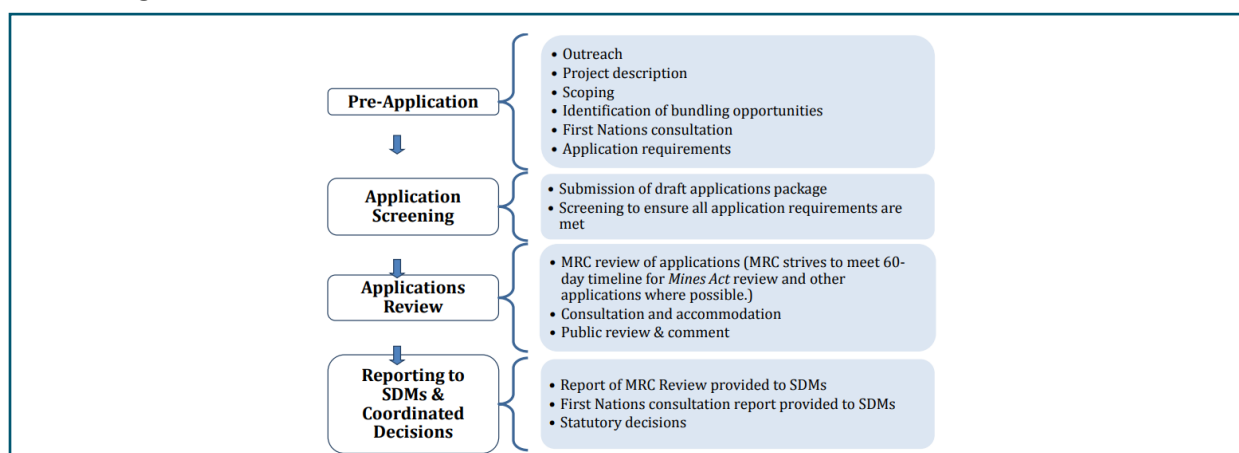 Pre-Application
• Outreach
• Project description
• Scoping
• Identification of bundling opportunities
• First Nations consultation
• Application requirements
Application
Screening
• Submission of draft applications package
• Screening to ensure all application requirements are
met
Applications
Review
• MRC review of applications (MRC strives to meet 60-
day timeline for Mines Act review and other
applications where possible.)
• Consultation and accommodation
• Public review & comment
Reporting to
SDMs &
Coordinated
Decisions
• Report of MRC Review provided to SDMs
• First Nations consultation report provided to SDMs
• Statutory decisions